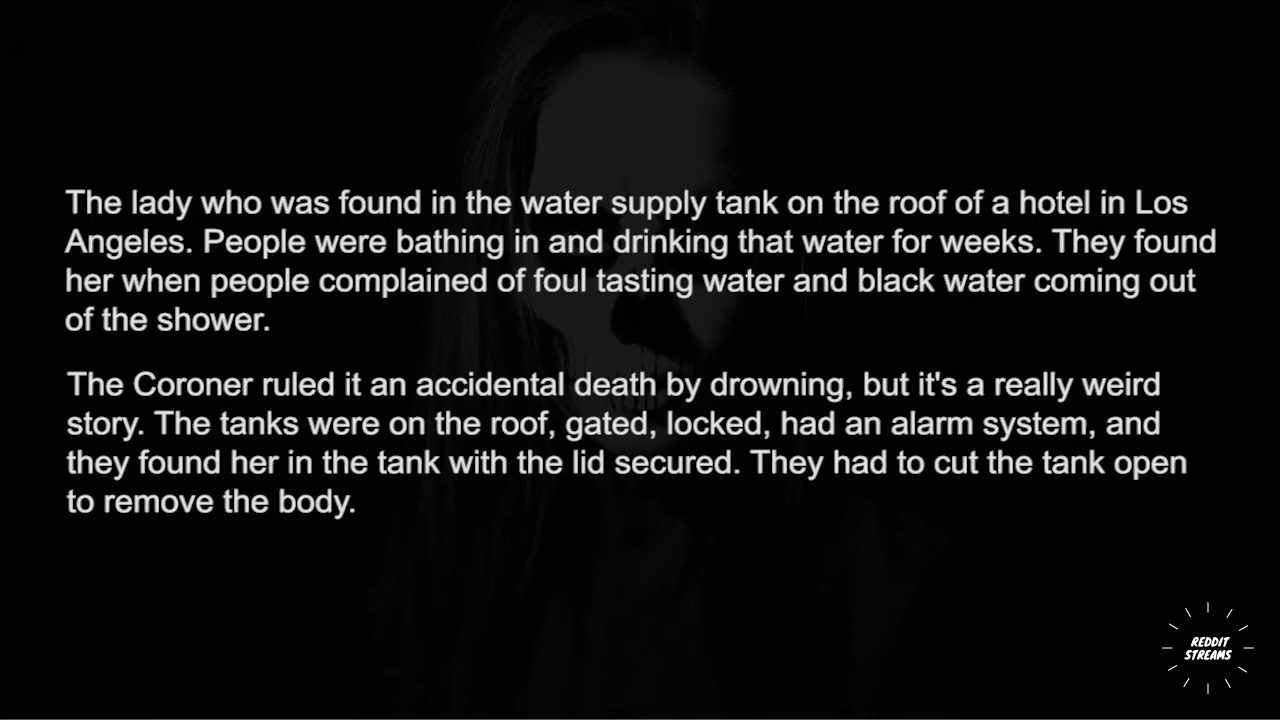 The lady who was found in the water supply tank on the roof of a hotel in Los
Angeles. People were bathing in and drinking that water for weeks. They found
her when people complained of foul tasting water and black water coming out
of the shower.
The Coroner ruled it an accidental death by drowning, but it's a really weird
story. The tanks were on the roof, gated, locked, had an alarm system, and
they found her in the tank with the lid secured. They had to cut the tank open
to remove the body.
REDDIT
STREAMS